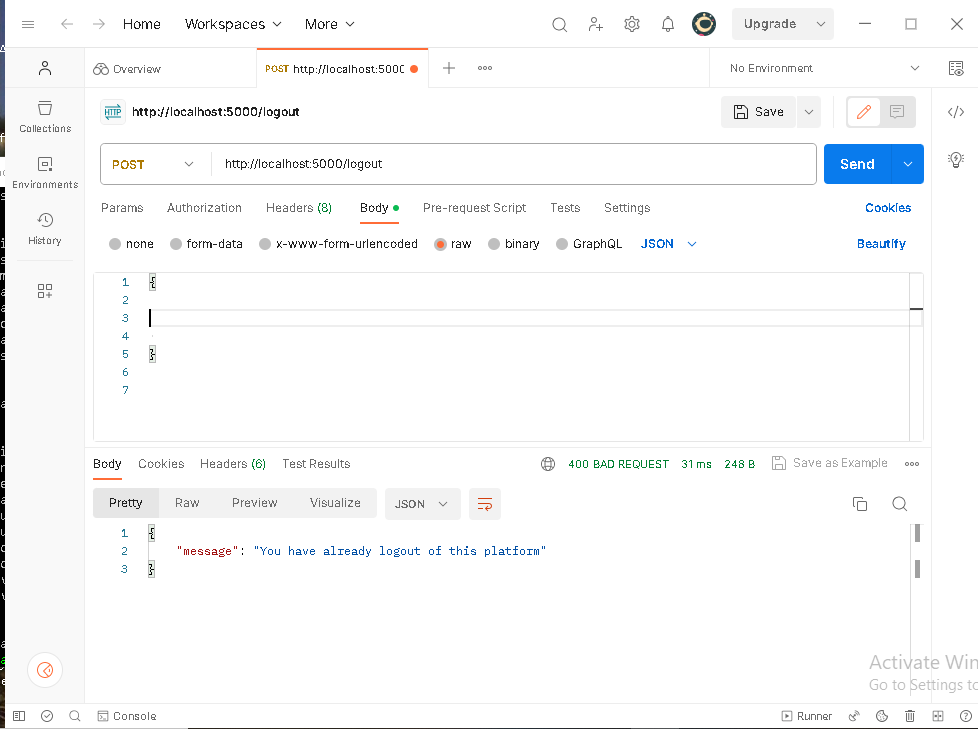 Home Workspaces More Upgrade
Overview POST http://localhost:5000 No Environment
HTTP http://localhost:5000/logout Save
Collections
Environments
History
POST http://localhost:5000/logout Send
Params Authorization Headers (8) Body Pre-request Script Tests Settings Cookies
none form-data x-www-form-urlencoded raw binary GraphQL JSON Beautify
1 {
2
3
4
5 }
6
7
Body Cookies Headers (6) Test Results 400 BAD REQUEST 31 ms 248 B Save as Example
Pretty Raw Preview Visualize JSON
1 {
2 "message": "You have already logout of this platform"
3 }
Activate Win
Go to Settings to
Console Runner